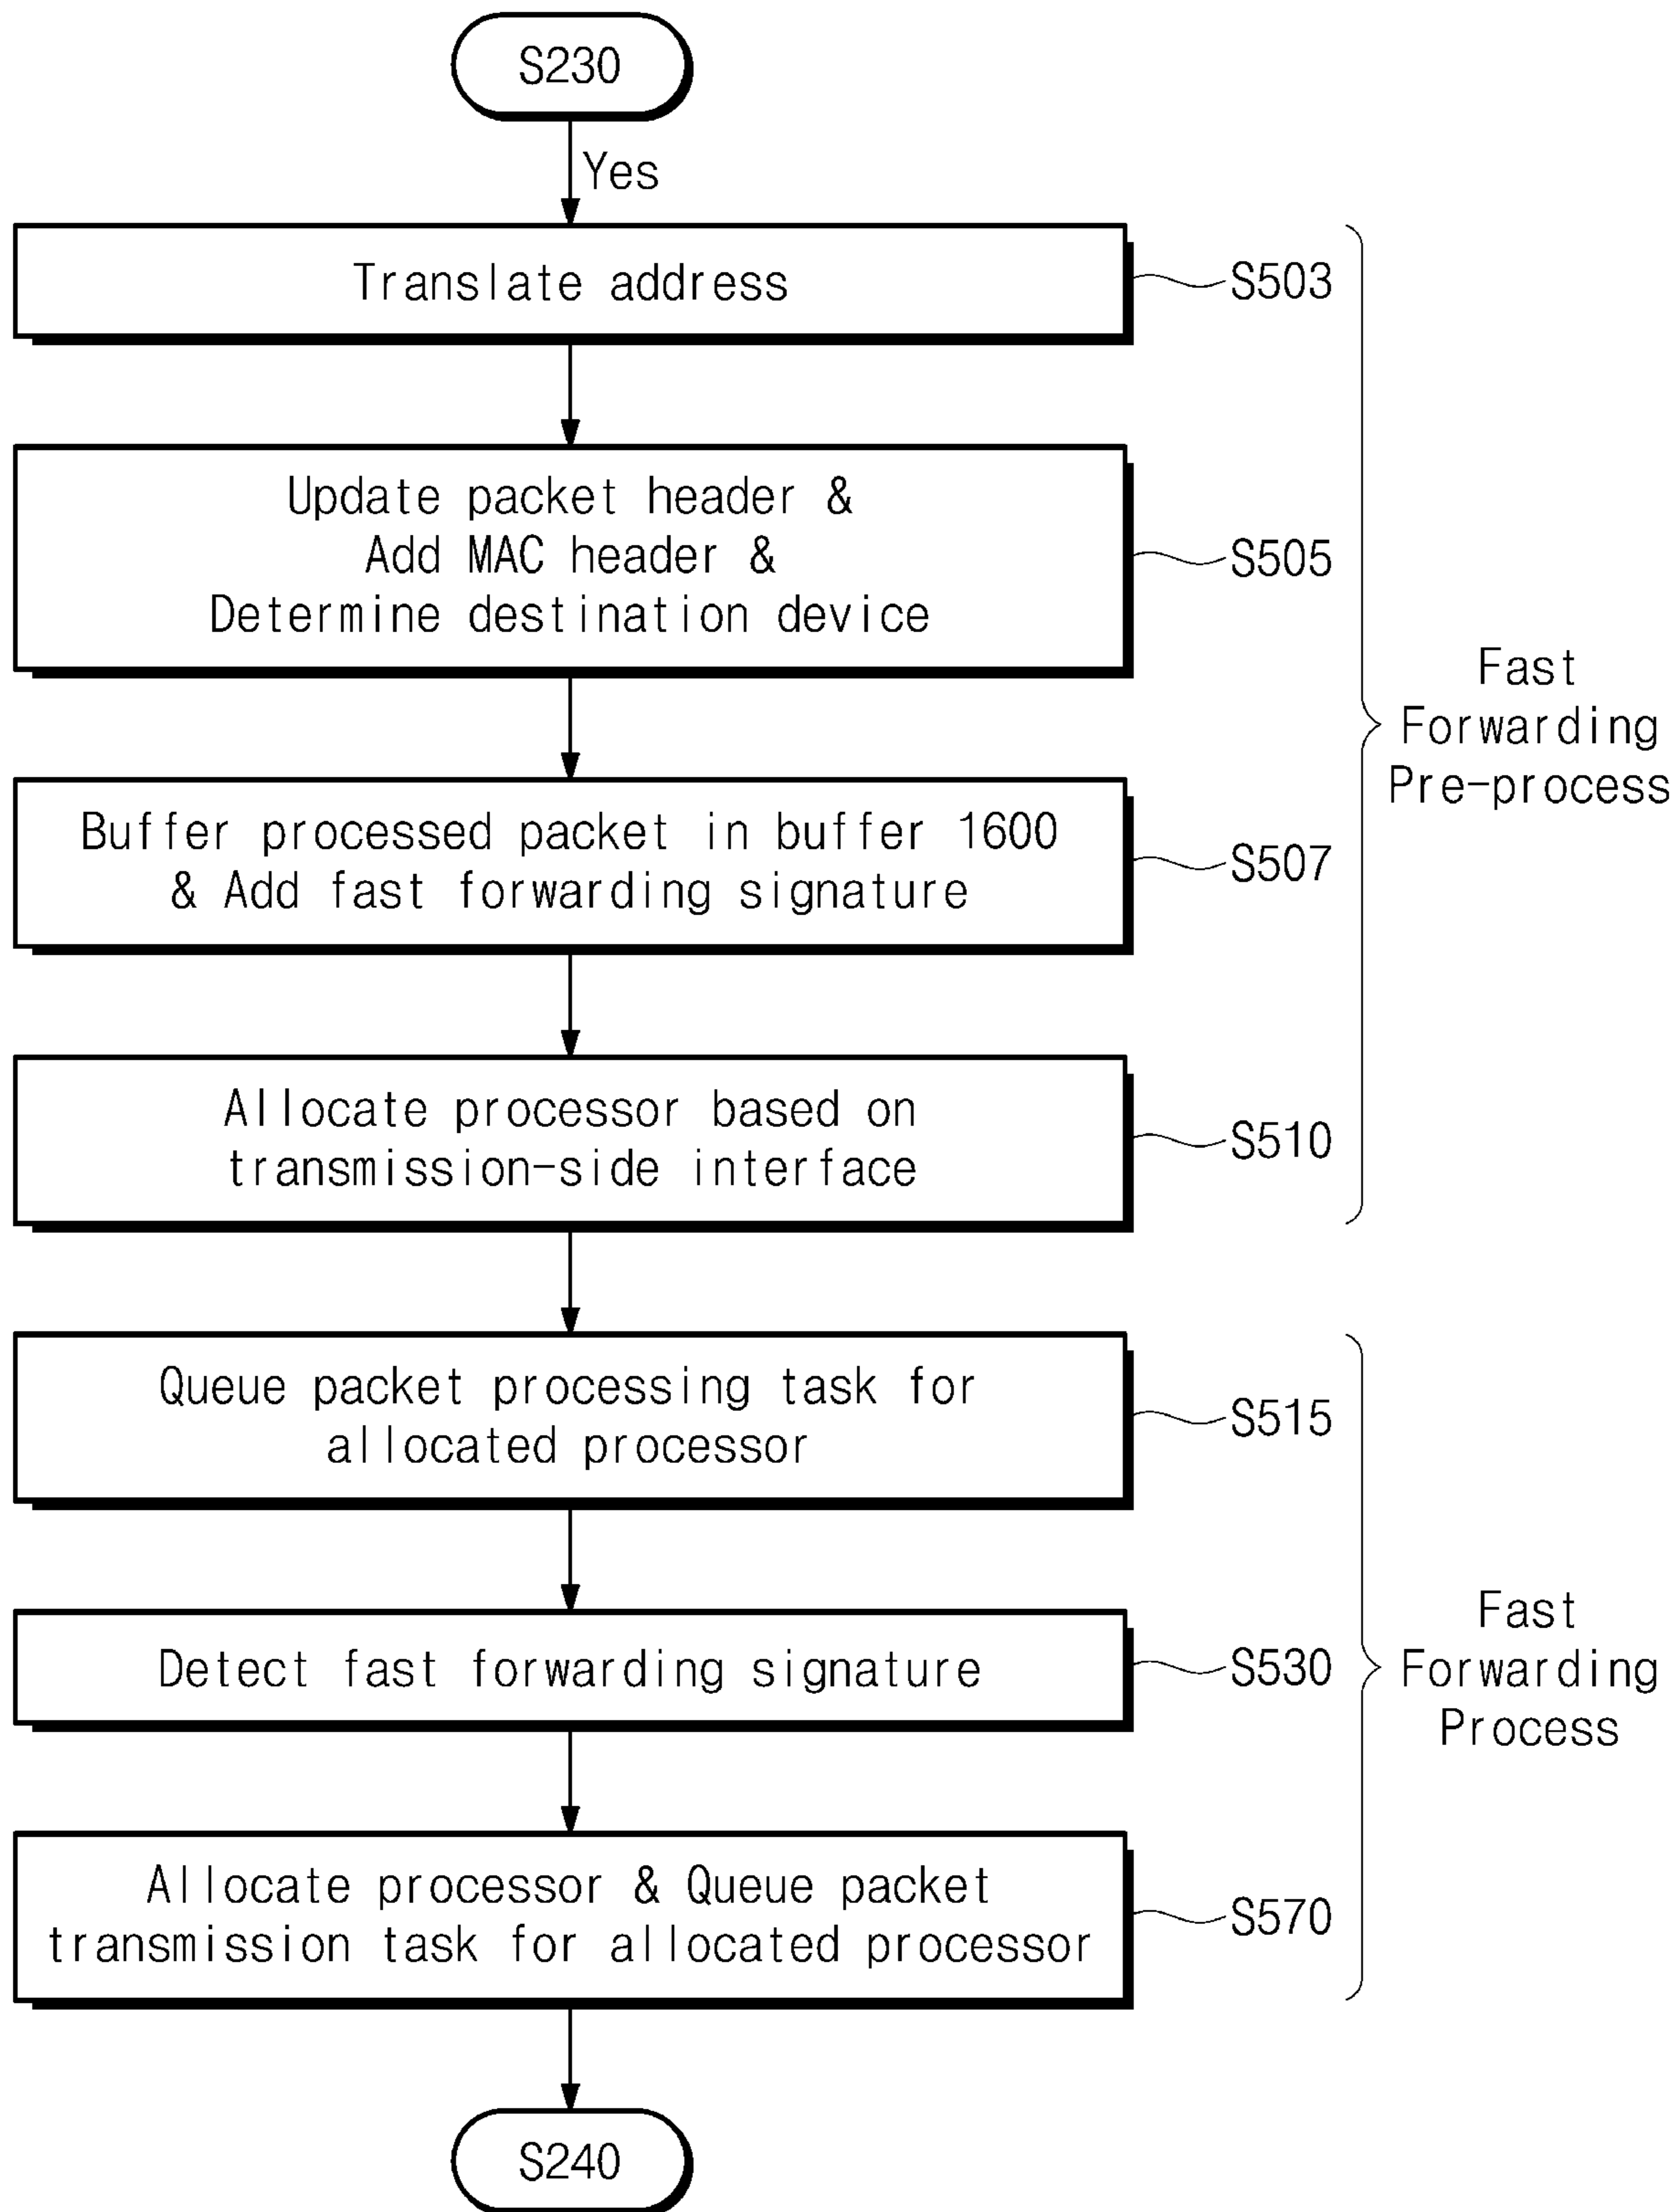 S230
Yes
Translate address
S503
Update packet header &
Add MAC header &
Determine destination device
S505
Buffer processed packet in buffer 1600
& Add fast forwarding signature
S507
Allocate processor based on
transmission-side interface
S510
Fast
Forwarding
Pre-process
Queue packet processing task for
allocated processor
S515
Detect fast forwarding signature
S530
Allocate processor & Queue packet
transmission task for allocated processor
S570
Fast
Forwarding
Process
S240